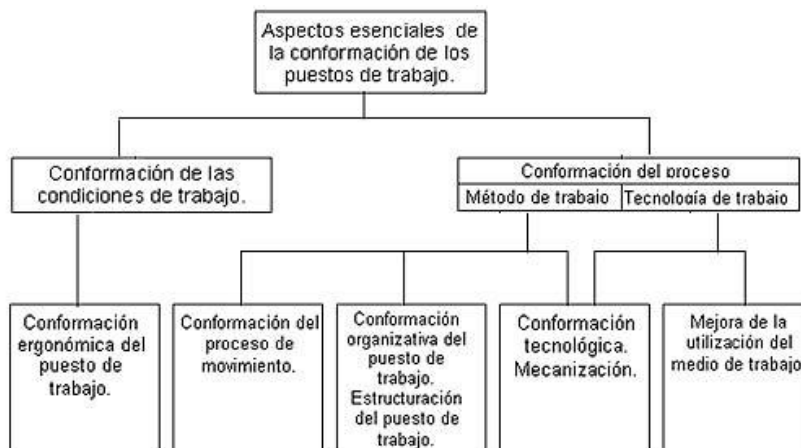 Aspectos esenciales de
la conformación de los
puestos de trabajo.
Conformación de las
condiciones de trabajo.
Conformación del proceso
Método de trabajo
Tecnología de trabajo
Conformación
ergonómica del
puesto de
trabajo.
Conformación del
proceso de
movimiento.
Conformación
organizativa del
puesto de
trabajo.
Estructuración
del puesto de
trabajo.
Conformación
tecnológica.
Mecanización.
Mejora de la
utilización del
medio de trabajo